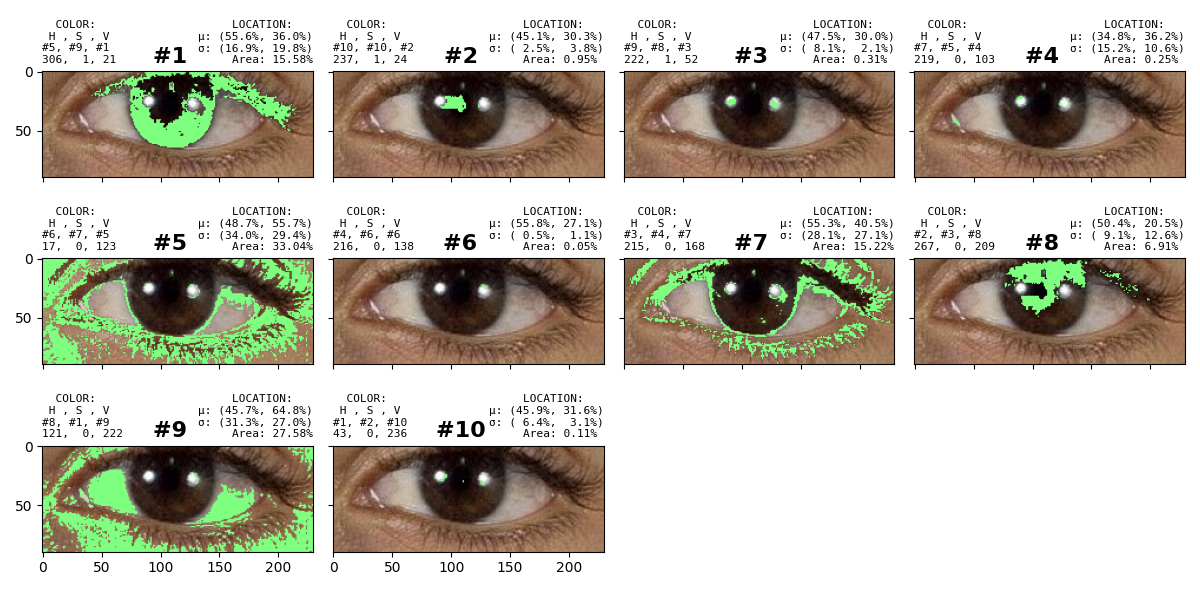 COLOR: LOCATION:
H , S , V μ: (55.6%, 36.0%)
#5, #9, #1 σ: (16.9%, 19.8%)
306, 1, 21 #1 Area: 15.58%
COLOR: LOCATION:
H , S , V μ: (45.1%, 30.3%)
#10, #10, #2 σ: ( 2.5%, 3.8%)
237, 1, 24 #2 Area: 0.95%
COLOR: LOCATION:
H , S , V μ: (47.5%, 30.0%)
#9, #8, #3 σ: ( 8.1%, 2.1%)
222, 1, 52 #3 Area: 0.31%
COLOR: LOCATION:
H , S , V μ: (34.8%, 36.2%)
#7, #5, #4 σ: (15.2%, 10.6%)
219, 0, 103 #4 Area: 0.25%
0
50
COLOR: LOCATION:
H , S , V μ: (48.7%, 55.7%)
#6, #7, #5 σ: (34.0%, 29.4%)
17, 0, 123 #5 Area: 33.04%
COLOR: LOCATION:
H , S , V μ: (55.8%, 27.1%)
#4, #6, #6 σ: ( 0.5%, 1.1%)
216, 0, 138 #6 Area: 0.05%
COLOR: LOCATION:
H , S , V μ: (55.3%, 40.5%)
#3, #4, #7 σ: (28.1%, 27.1%)
215, 0, 168 #7 Area: 15.22%
COLOR: LOCATION:
H , S , V μ: (50.4%, 20.5%)
#2, #3, #8 σ: ( 9.1%, 12.6%)
267, 0, 209 #8 Area: 6.91%
0
50
COLOR: LOCATION:
H , S , V μ: (45.7%, 64.8%)
#8, #1, #9 σ: (31.3%, 27.0%)
121, 0, 222 #9 Area: 27.58%
COLOR: LOCATION:
H , S , V μ: (45.9%, 31.6%)
#1, #2, #10 σ: ( 6.4%, 3.1%)
43, 0, 236 #10 Area: 0.11%
0
50
0 50 100 150 200
0 50 100 150 200